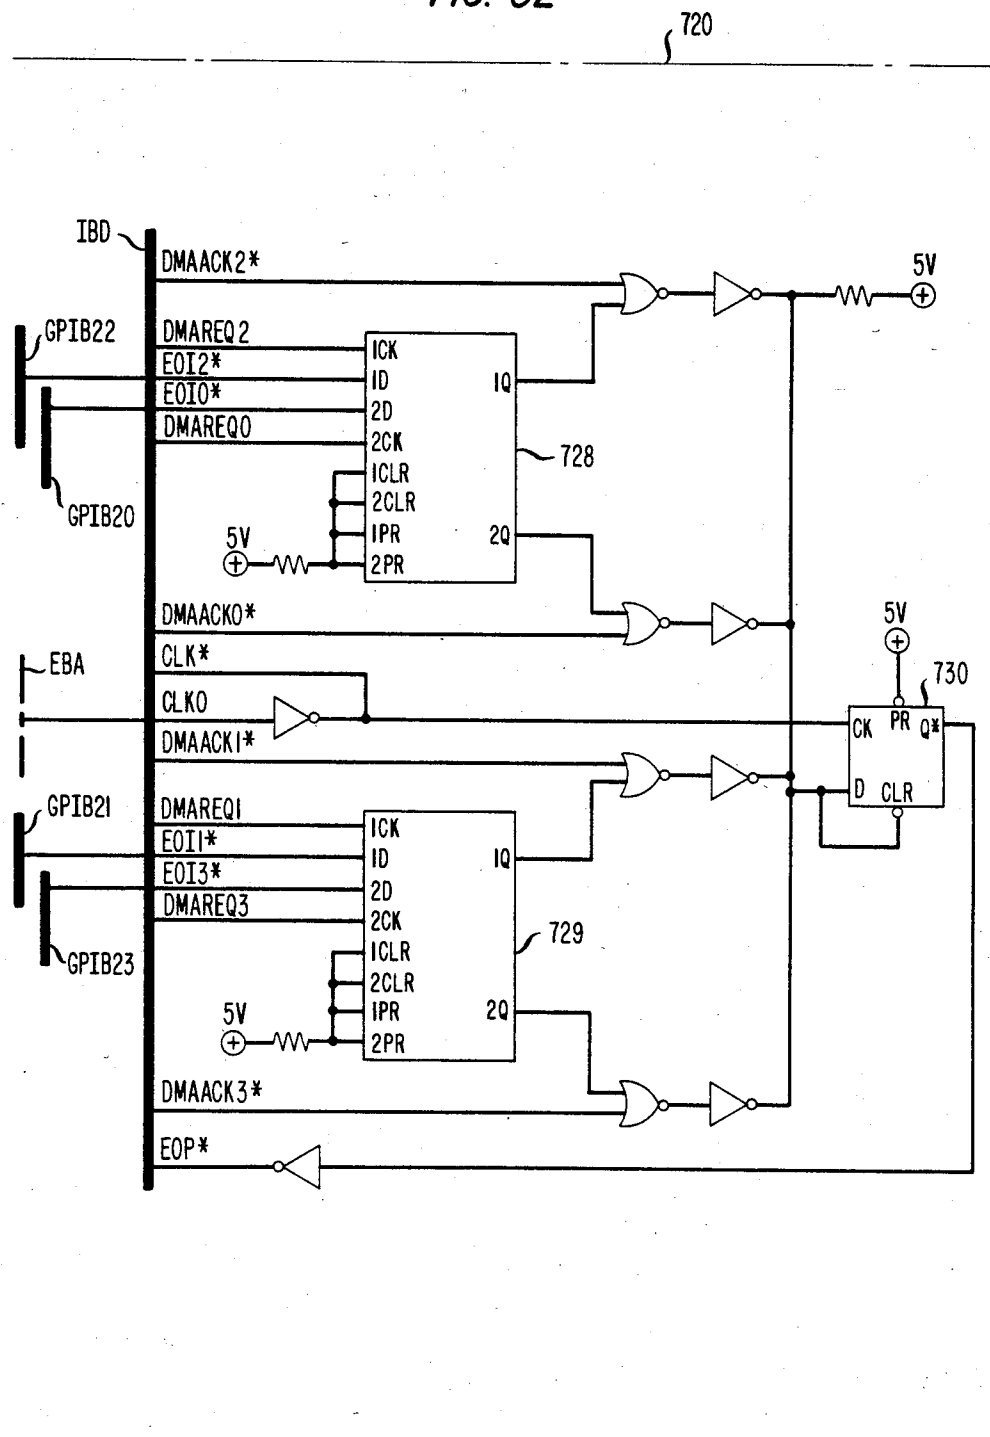 720
IBD
DMAACK2*
5V
GPIB22
DMAREQ2
EOI2*
EOI0*
DMAREQ0
1CK
1D
2D
2CK
1CLR
2CLR
1PR
2PR
1Q
2Q
728
GPIB20
5V
DMAACK0*
CLK*
EBA
CLK0
DMAACK1*
5V
730
CK
PR
Q*
D
CLR
GPIB21
DMAREQ1
EOI1*
EOI3*
DMAREQ3
1CK
1D
2D
2CK
1CLR
2CLR
1PR
2PR
1Q
2Q
729
GPIB23
5V
DMAACK3*
EOP*